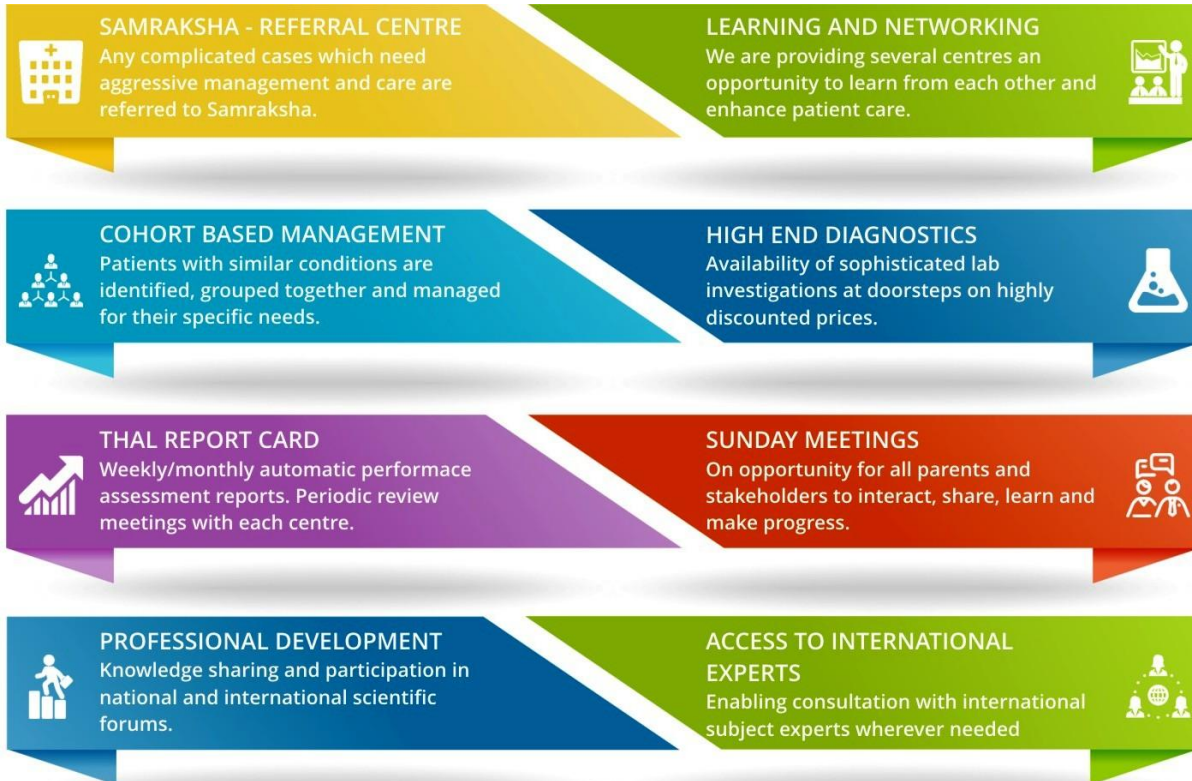 SAMRAKSHA - REFERRAL CENTRE
Any complicated cases which need
aggressive management and care are
referred to Samraksha.
LEARNING AND NETWORKING
We are providing several centres an
opportunity to learn from each other and
enhance patient care.
COHORT BASED MANAGEMENT
Patients with similar conditions are
identified, grouped together and managed
for their specific needs.
HIGH END DIAGNOSTICS
Availability of sophisticated lab
investigations at doorsteps on highly
discounted prices.
THAL REPORT CARD
Weekly/monthly automatic performace
assessment reports. Periodic review
meetings with each centre.
SUNDAY MEETINGS
On opportunity for all parents and
stakeholders to interact, share, learn and
make progress.
PROFESSIONAL DEVELOPMENT
Knowledge sharing and participation in
national and international scientific
forums.
ACCESS TO INTERNATIONAL
EXPERTS
Enabling consultation with international
subject experts wherever needed